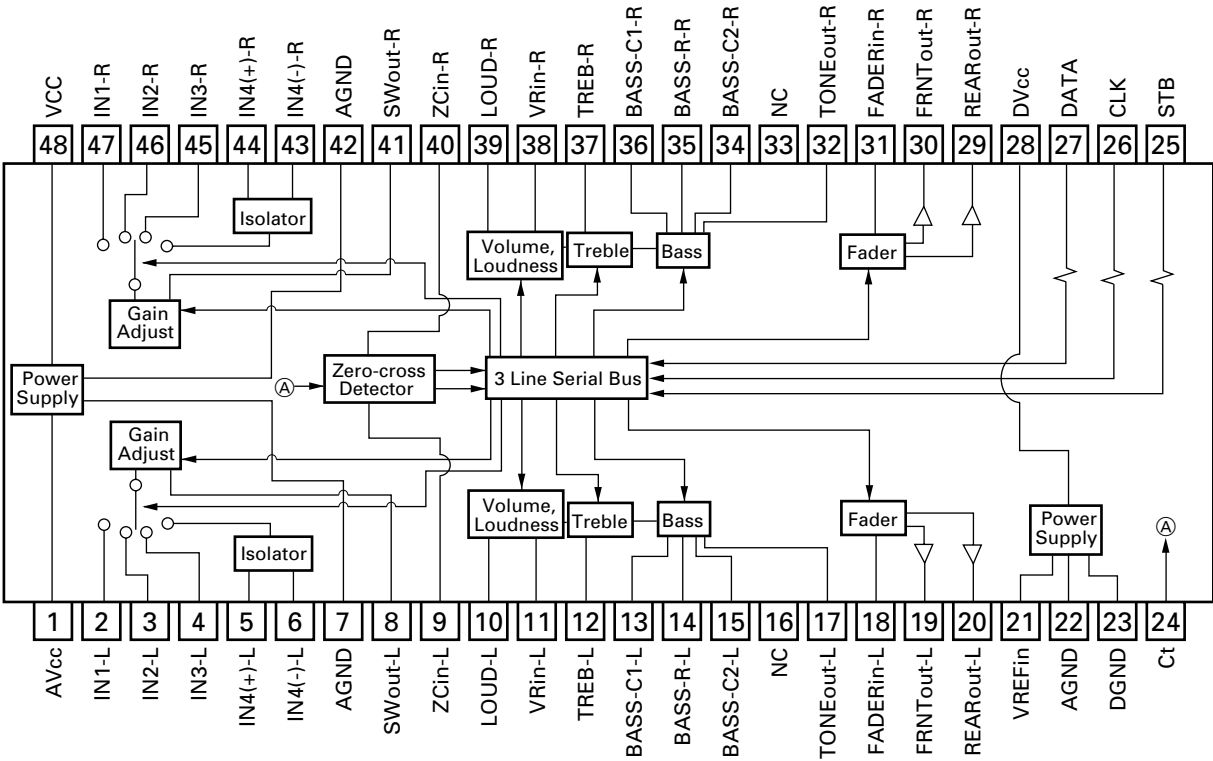 VCC
IN1-R
IN2-R
IN3-R
IN4(+)-R
IN4(-)-R
AGND
SWout-R
ZCin-R
LOUD-R
VRin-R
TREB-R
BASS-C1-R
BASS-R-R
BASS-C2-R
NC
TONEout-R
FADERin-R
FRNTout-R
REARout-R
DVcc
DATA
CLK
STB
48 47 46 45 44 43 42 41 40 39 38 37 36 35 34 33 32 31 30 29 28 27 26 25
Isolator
Volume,
Loudness
Treble
Bass
Fader
Gain
Adjust
Power
Supply
A
Zero-cross
Detector
3 Line Serial Bus
Gain
Adjust
Isolator
Volume,
Loudness
Treble
Bass
Fader
Power
Supply
A
1 2 3 4 5 6 7 8 9 10 11 12 13 14 15 16 17 18 19 20 21 22 23 24
AVcc
IN1-L
IN2-L
IN3-L
IN4(+)-L
IN4(-)-L
AGND
SWout-L
ZCin-L
LOUD-L
VRin-L
TREB-L
BASS-C1-L
BASS-R-L
BASS-C2-L
NC
TONEout-L
FADERin-L
FRNTout-L
REARout-L
VREFin
AGND
DGND
Ct